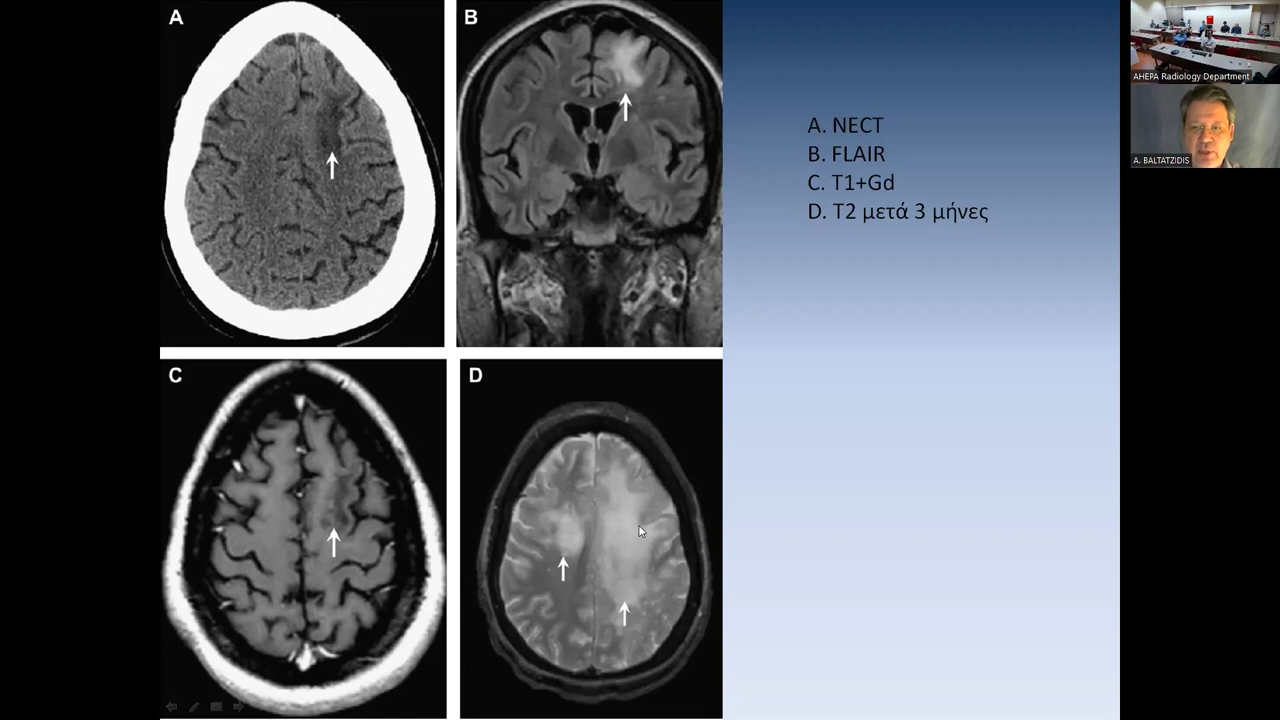 A
B
A. NECT
B. FLAIR
C. T1+Gd
D. T2 μετά 3 μήνες
C
D
AHEPA Radiology Department
A. BALTATZIDIS